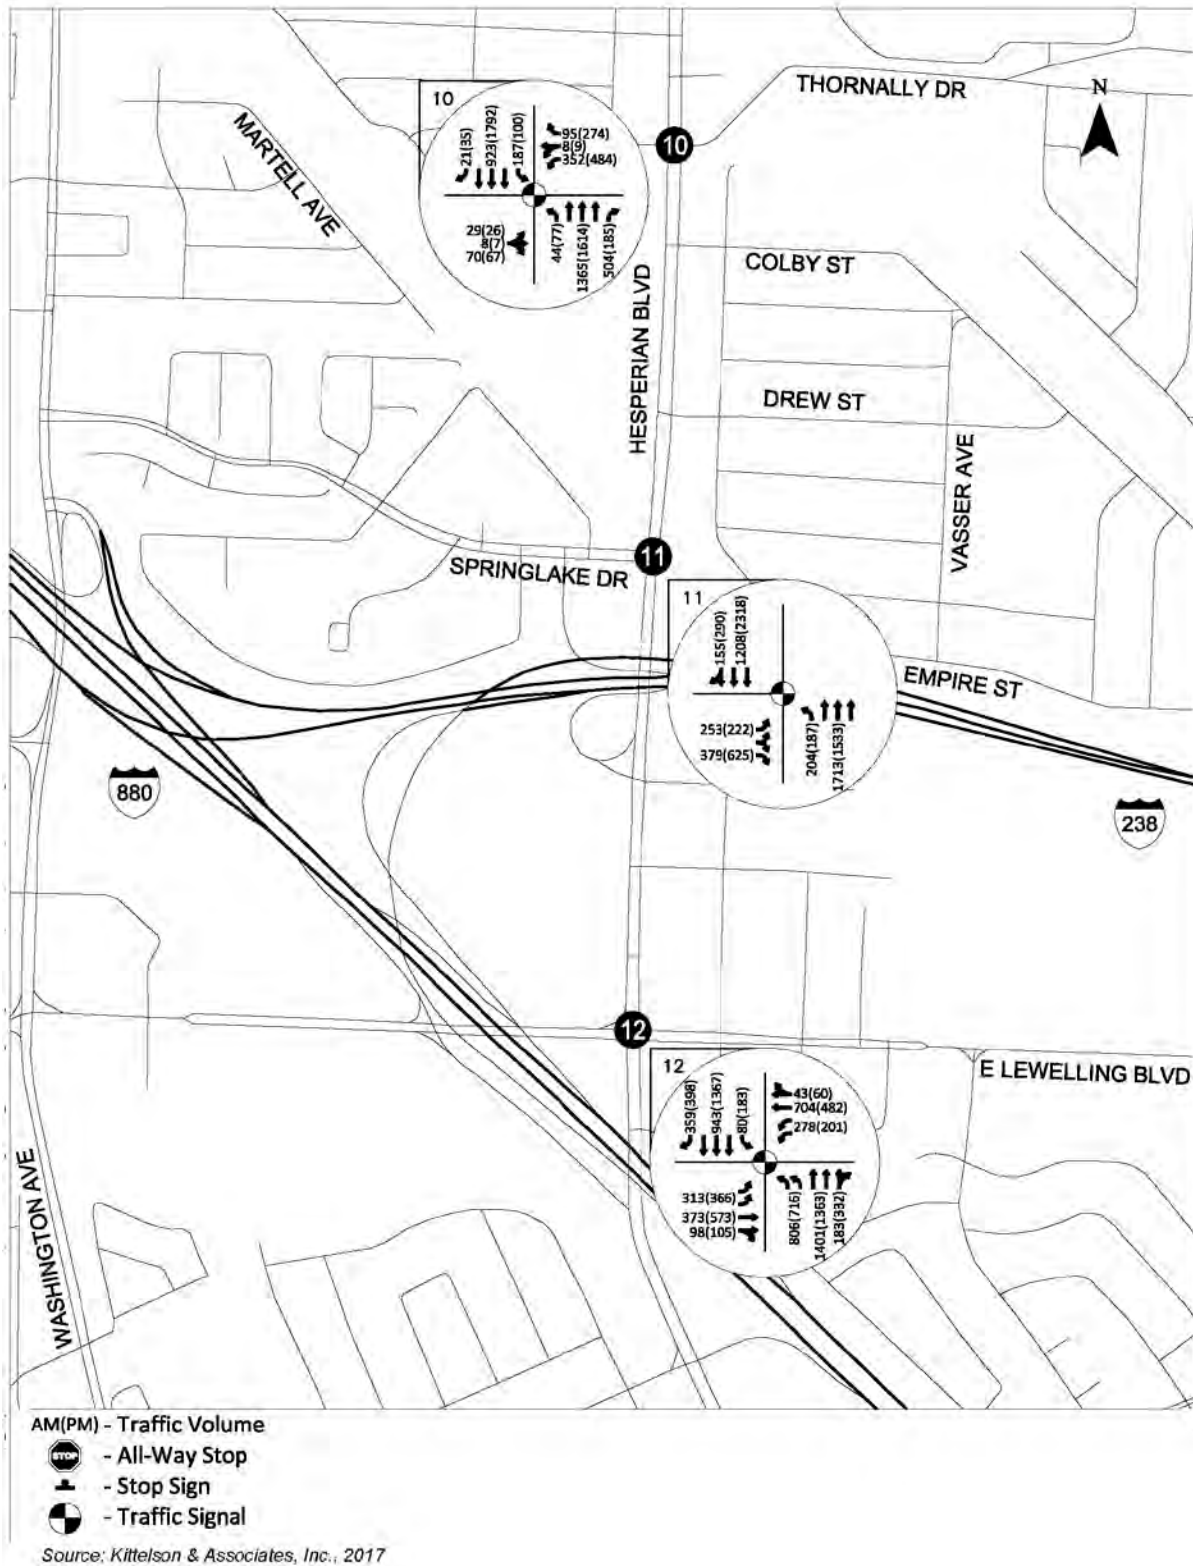 THORNALLY DR
N
10
10
MARTELL AVE
21(35)
923(1792)
187(100)
95(274)
8(9)
352(484)
29(26)
8(7)
70(67)
44(77)
1365(1614)
504(185)
COLBY ST
HESPERIAN BLVD
DREW ST
VASSER AVE
11
SPRINGLAKE DR
11
155(290)
1208(2318)
EMPIRE ST
253(222)
379(625)
204(187)
1713(1533)
880
238
12
12
E LEWELLING BLVD
359(398)
943(1367)
80(183)
43(60)
704(482)
278(201)
313(366)
373(573)
98(105)
806(716)
1401(1363)
183(332)
WASHINGTON AVE
AM(PM) - Traffic Volume
STOP - All-Way Stop
- Stop Sign
- Traffic Signal
Source: Kittelson & Associates, Inc., 2017